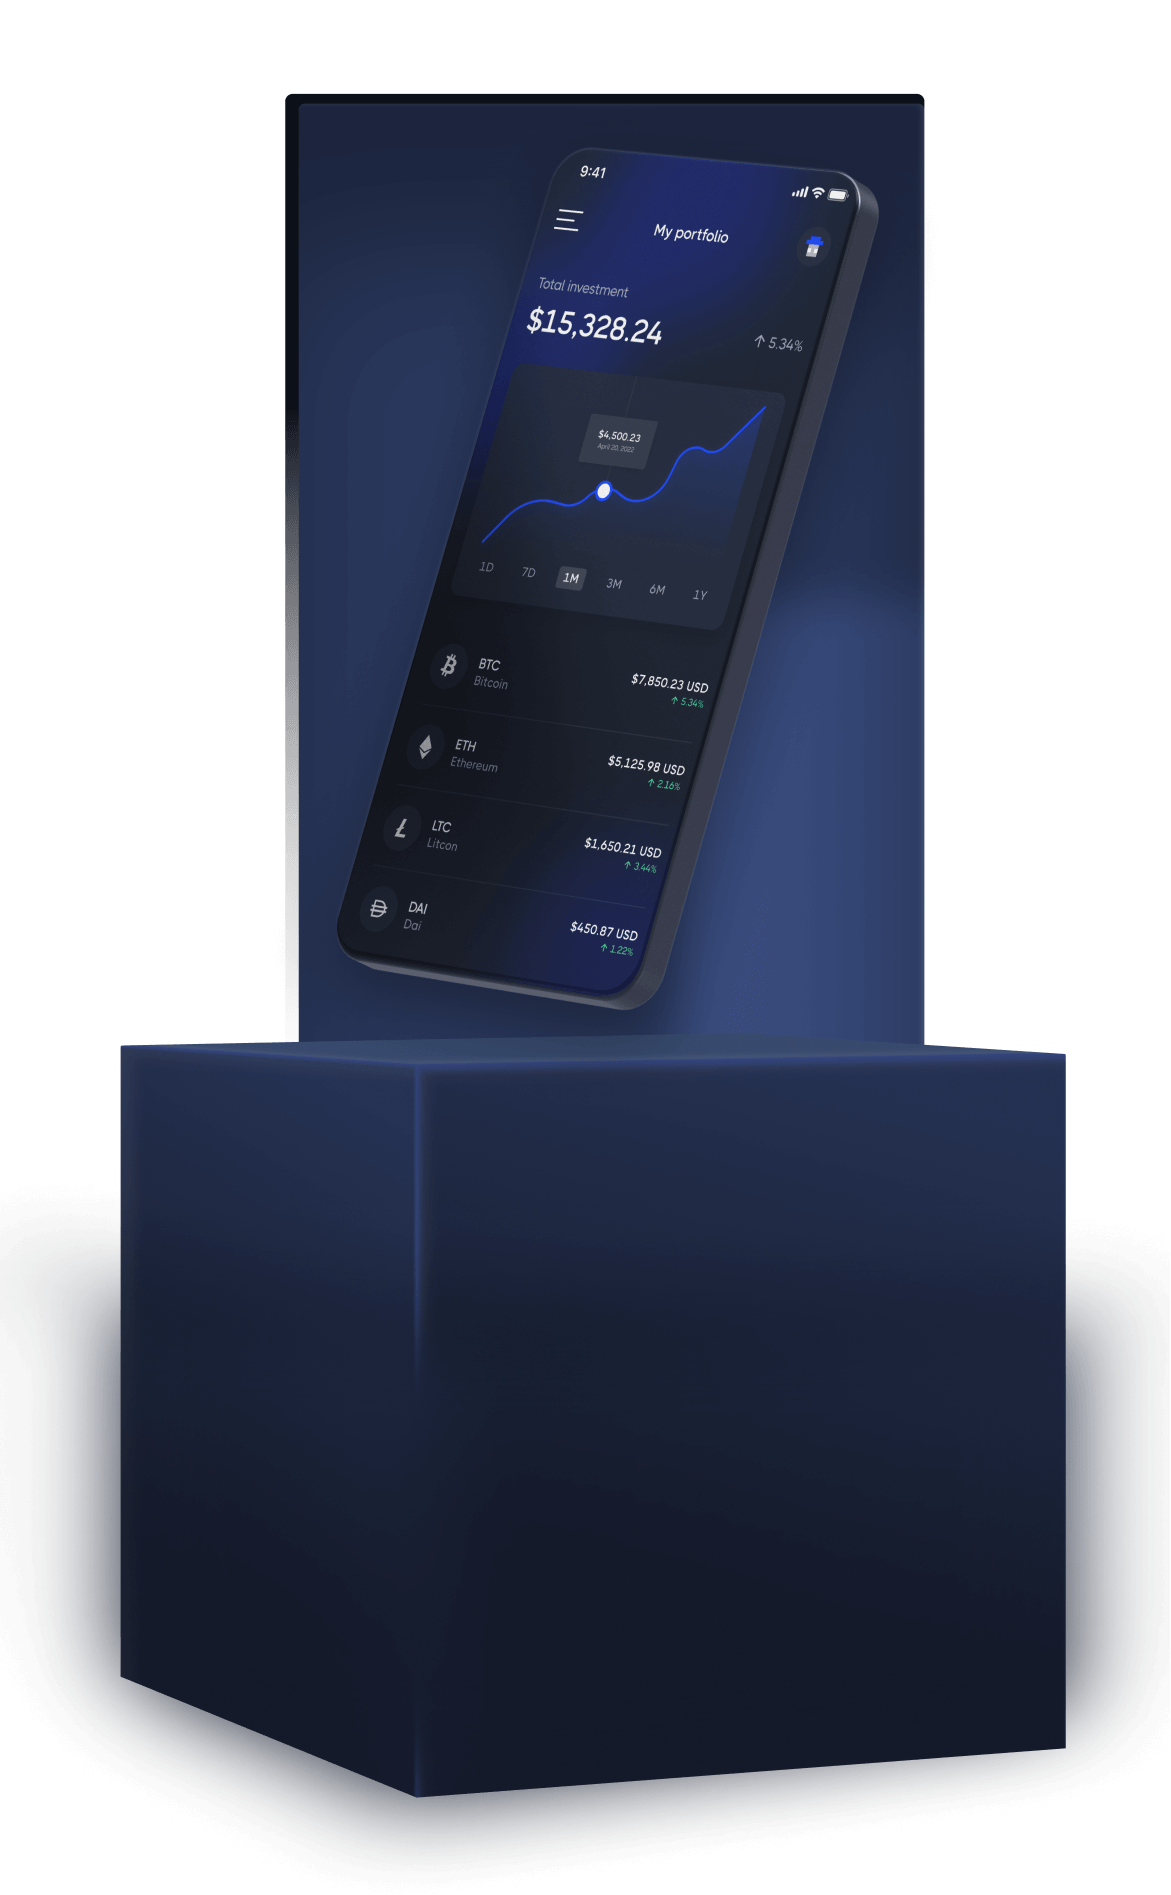 9:41
My portfolio
Total investment
$15,328.24
↑ 5.34%
$4,500.23
April 20, 2022
1D 7D 1M 3M 6M 1Y
BTC
Bitcoin
$7,850.23 USD
↑ 5.34%
ETH
Ethereum
$5,125.98 USD
↑ 2.16%
LTC
Litcon
$1,650.21 USD
↑ 3.44%
DAI
Dai
$450.87 USD
↑ 1.22%